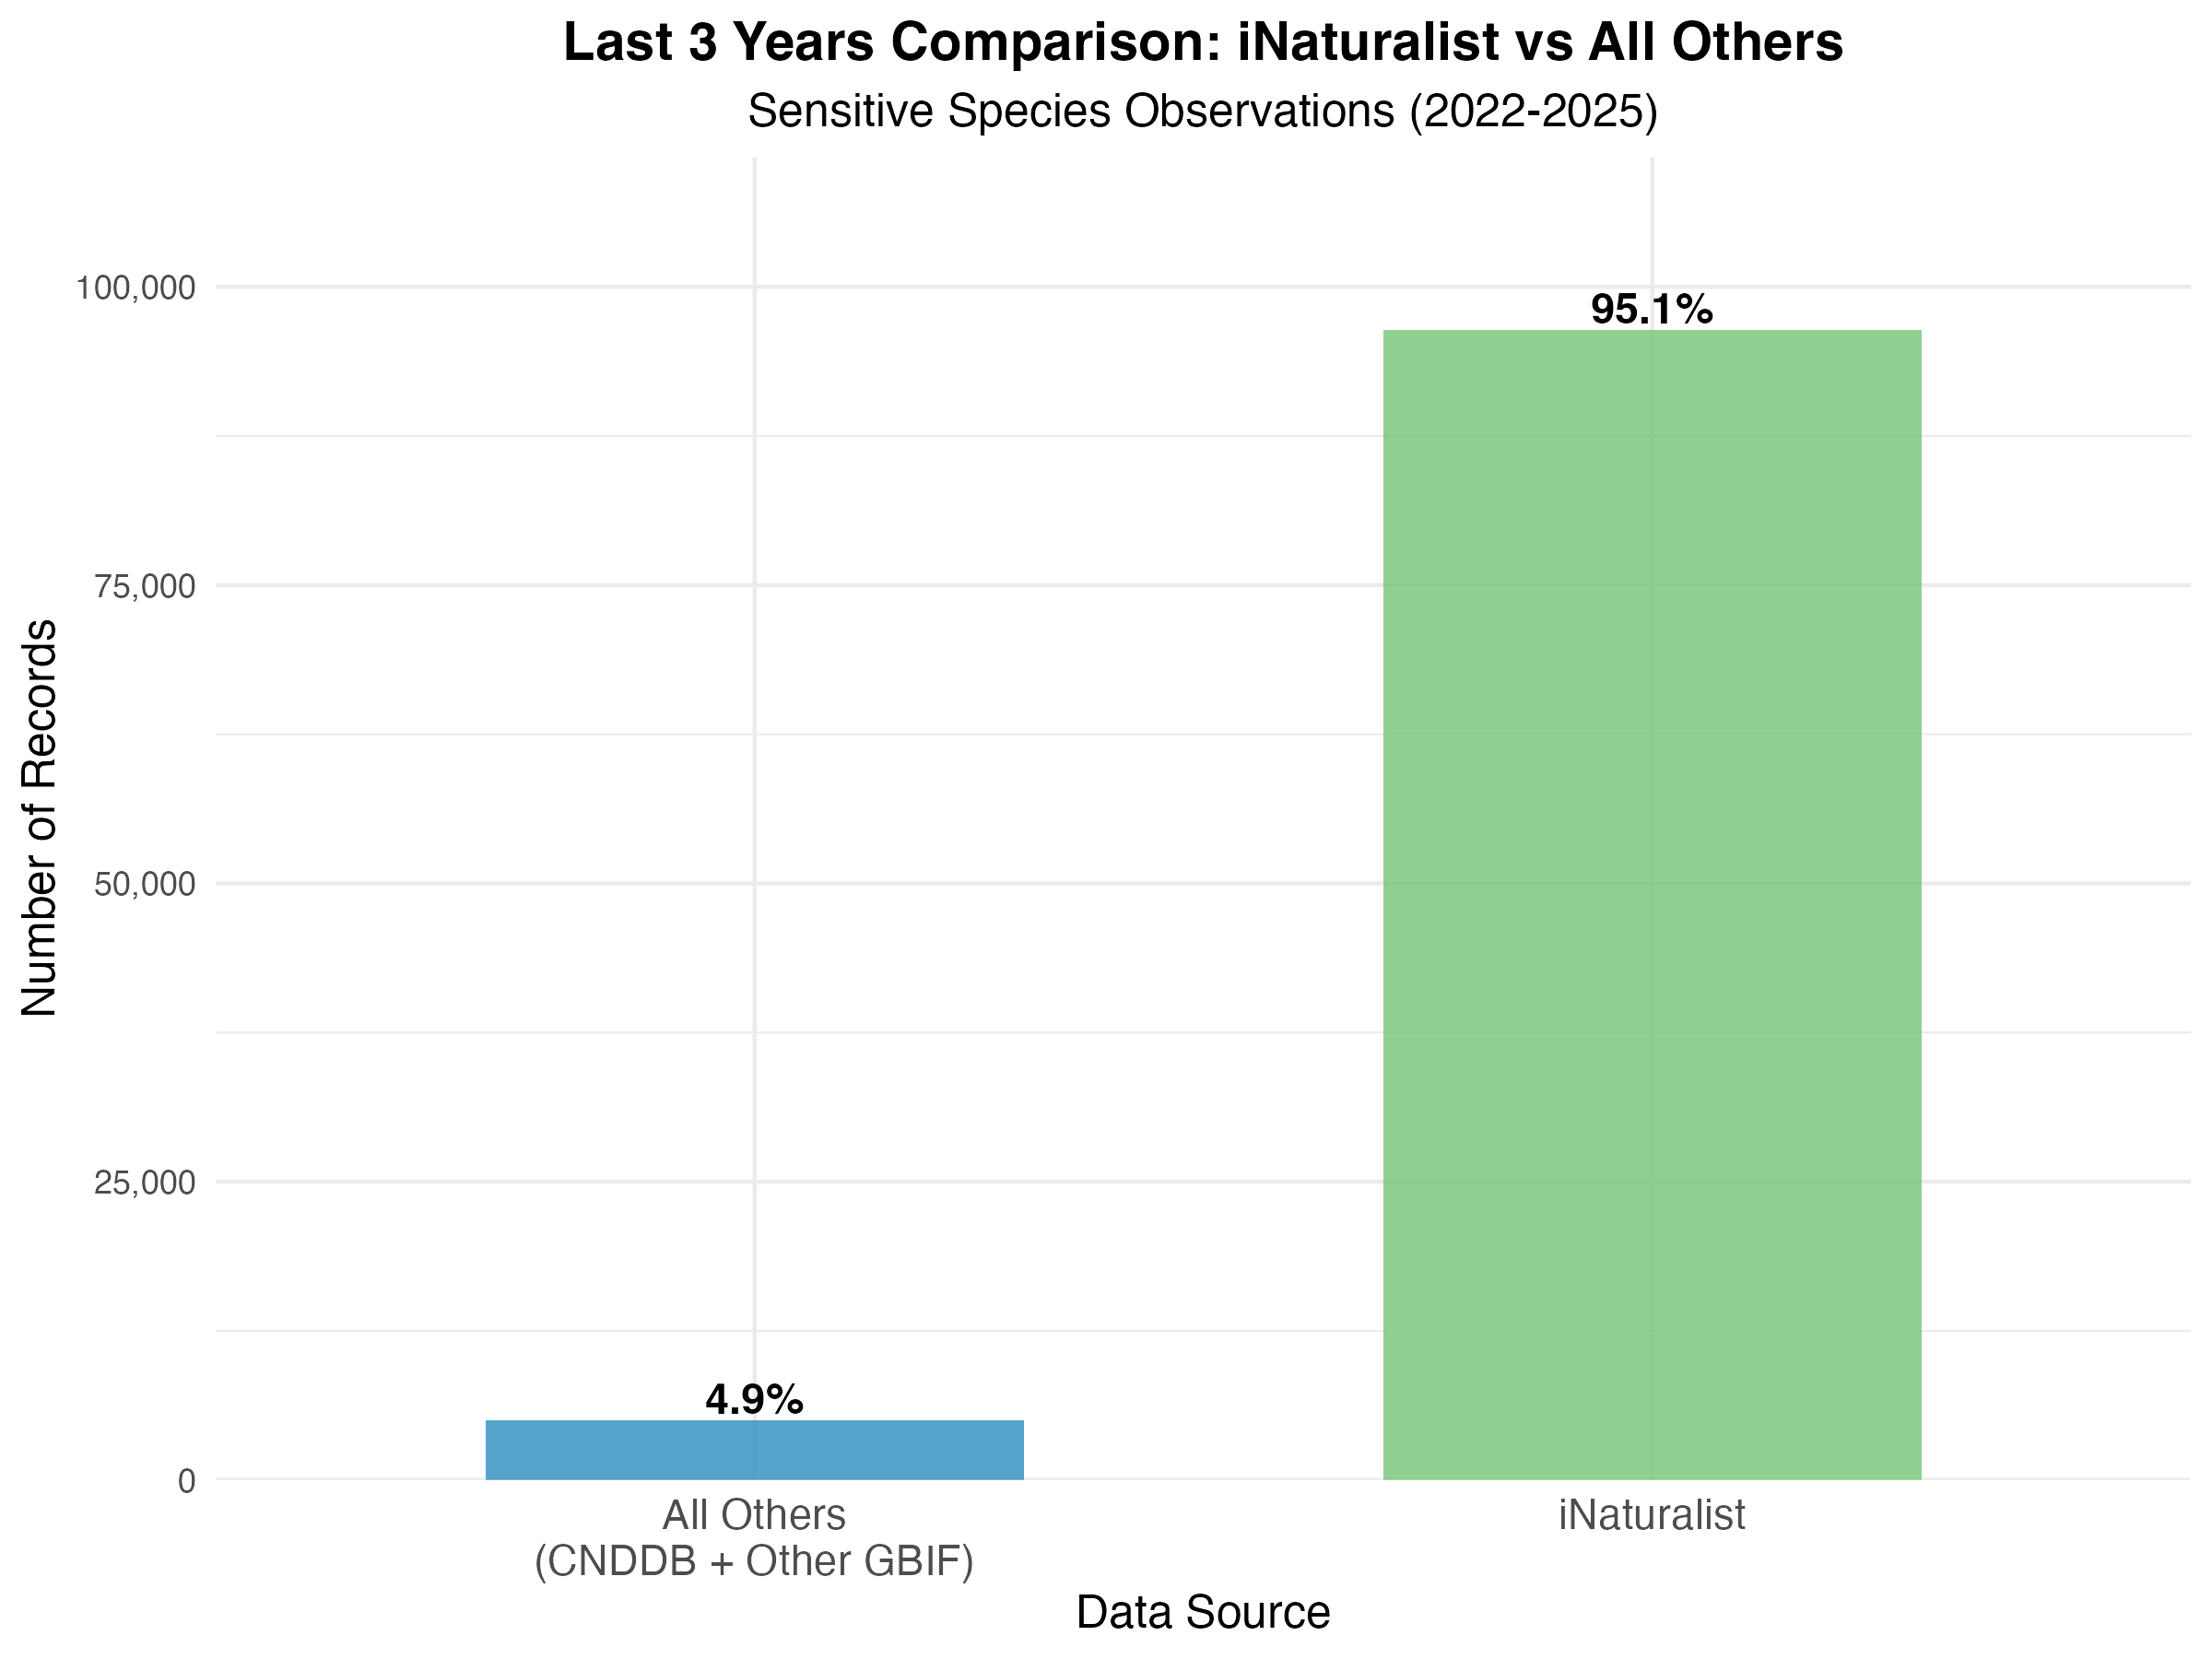 Last 3 Years Comparison: iNaturalist vs All Others
Sensitive Species Observations (2022-2025)
Number of Records
100,000
75,000
50,000
25,000
0
95.1%
4.9%
All Others
(CNDDB + Other GBIF)
iNaturalist
Data Source